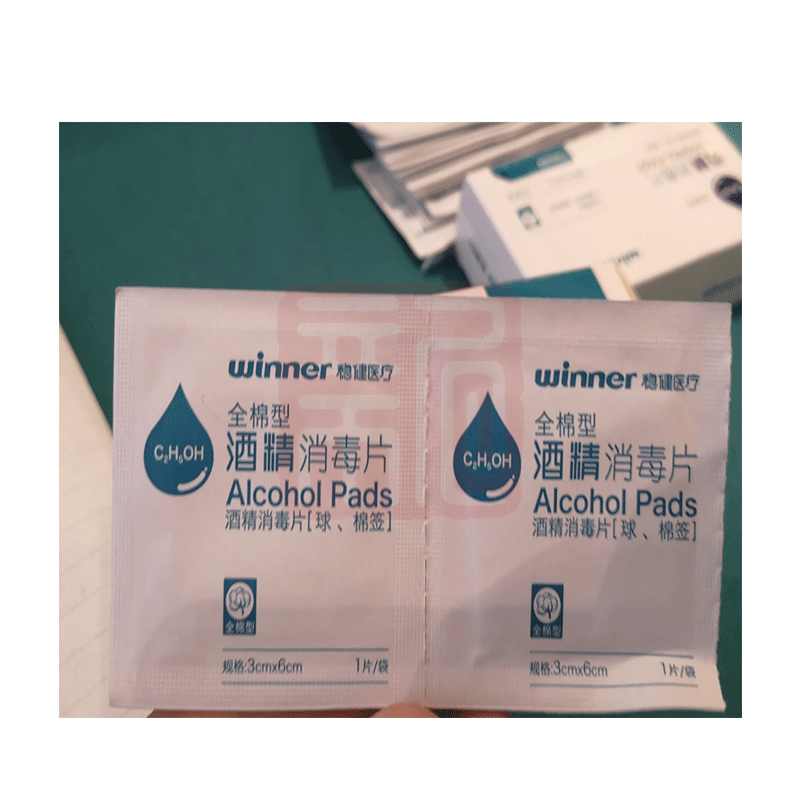 winner 稳健医疗
全棉型
酒精消毒片
C₂H₅OH
Alcohol Pads
酒精消毒片[球、棉签]
全棉型
规格:3cmx6cm 1片/袋
winner 稳健医疗
全棉型
酒精消毒片
C₂H₅OH
Alcohol Pads
酒精消毒片[球、棉签]
全棉型
规格:3cmx6cm 1片/袋